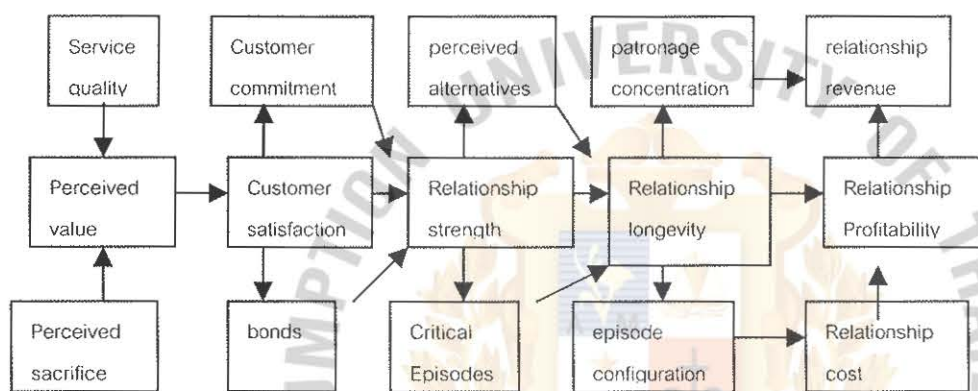 Service
quality
Customer
commitment
perceived
alternatives
patronage
concentration
relationship
revenue
Perceived
value
Customer
satisfaction
Relationship
strength
Relationship
longevity
Relationship
Profitability
Perceived
sacrifice
bonds
Critical
Episodes
episode
configuration
Relationship
cost